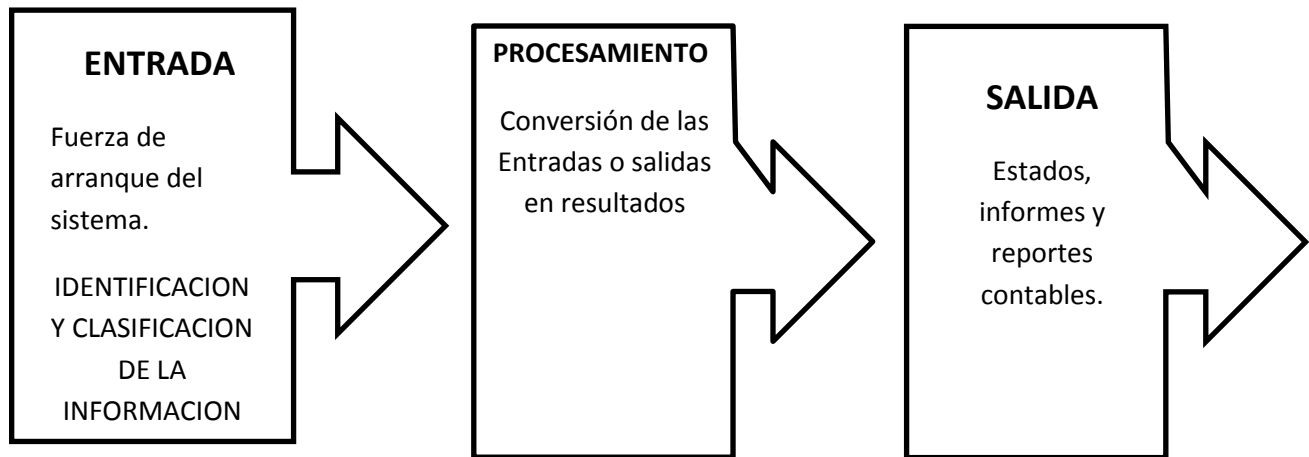 ENTRADA
Fuerza de
arranque del
sistema.
IDENTIFICACION
Y CLASIFICACION
DE LA
INFORMACION
PROCESAMIENTO
Conversión de las
Entradas o salidas
en resultados
SALIDA
Estados,
informes y
reportes
contables.